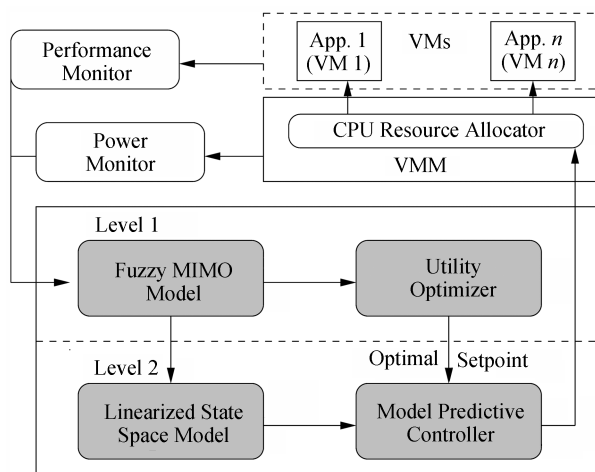 Performance
Monitor
App. 1
(VM 1)
VMs
App. n
(VM n)
CPU Resource Allocator
Power
Monitor
VMM
Level 1
Fuzzy MIMO
Model
Utility
Optimizer
Level 2
Optimal Setpoint
Linearized State
Space Model
Model Predictive
Controller